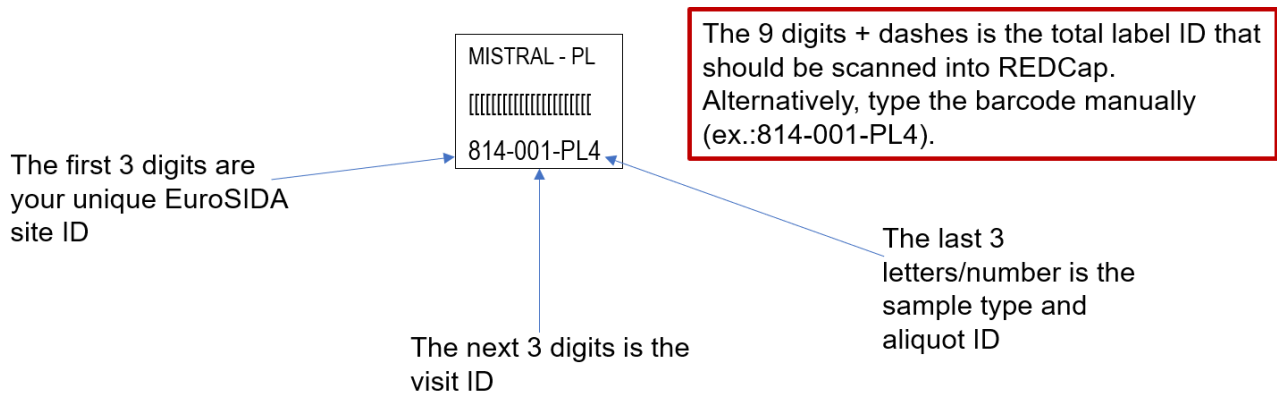 The 9 digits + dashes is the total label ID that
should be scanned into REDCap.
Alternatively, type the barcode manually
(ex.:814-001-PL4).
MISTRAL - PL
814-001-PL4
The first 3 digits are
your unique EuroSIDA
site ID
The last 3
letters/number is the
sample type and
aliquot ID
The next 3 digits is the
visit ID